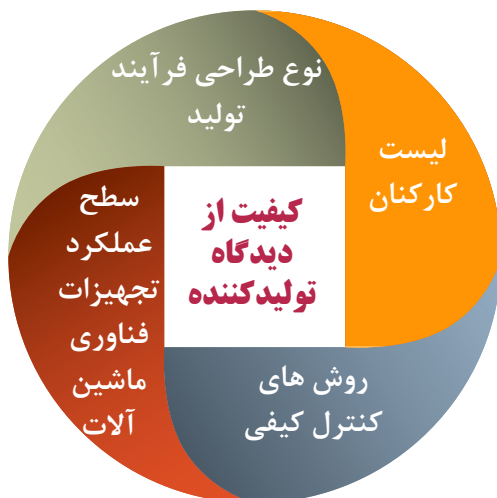 نوع طراحی فرآیند
تولید
لیست
کارکنان
کیفیت از
دیدگاه
تولیدکننده
سطح
عملکرد
تجهیزات
فناوری
ماشین
آلات
روش های
کنترل کیفی